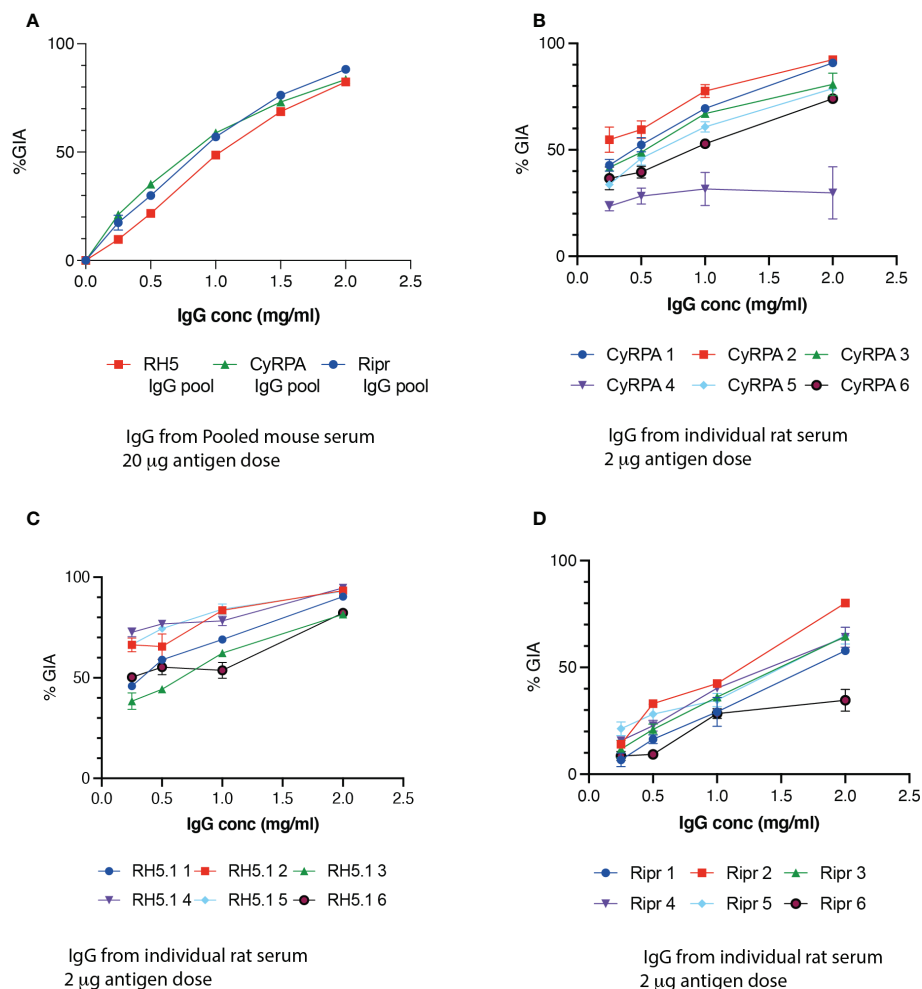 A
100
50
0
%GIA
0.0 0.5 1.0 1.5 2.0 2.5
IgG conc (mg/ml)
RH5 IgG pool
CyRPA IgG pool
Ripr IgG pool
IgG from Pooled mouse serum
20 µg antigen dose
B
100
50
0
% GIA
0.0 0.5 1.0 1.5 2.0 2.5
IgG conc (mg/ml)
CyRPA 1 CyRPA 2 CyRPA 3
CyRPA 4 CyRPA 5 CyRPA 6
IgG from individual rat serum
2 µg antigen dose
C
100
50
0
% GIA
0.0 0.5 1.0 1.5 2.0 2.5
IgG conc (mg/ml)
RH5.1 1 RH5.1 2 RH5.1 3
RH5.1 4 RH5.1 5 RH5.1 6
IgG from individual rat serum
2 µg antigen dose
D
100
50
0
% GIA
0.0 0.5 1.0 1.5 2.0 2.5
IgG conc (mg/ml)
Ripr 1 Ripr 2 Ripr 3
Ripr 4 Ripr 5 Ripr 6
IgG from individual rat serum
2 µg antigen dose